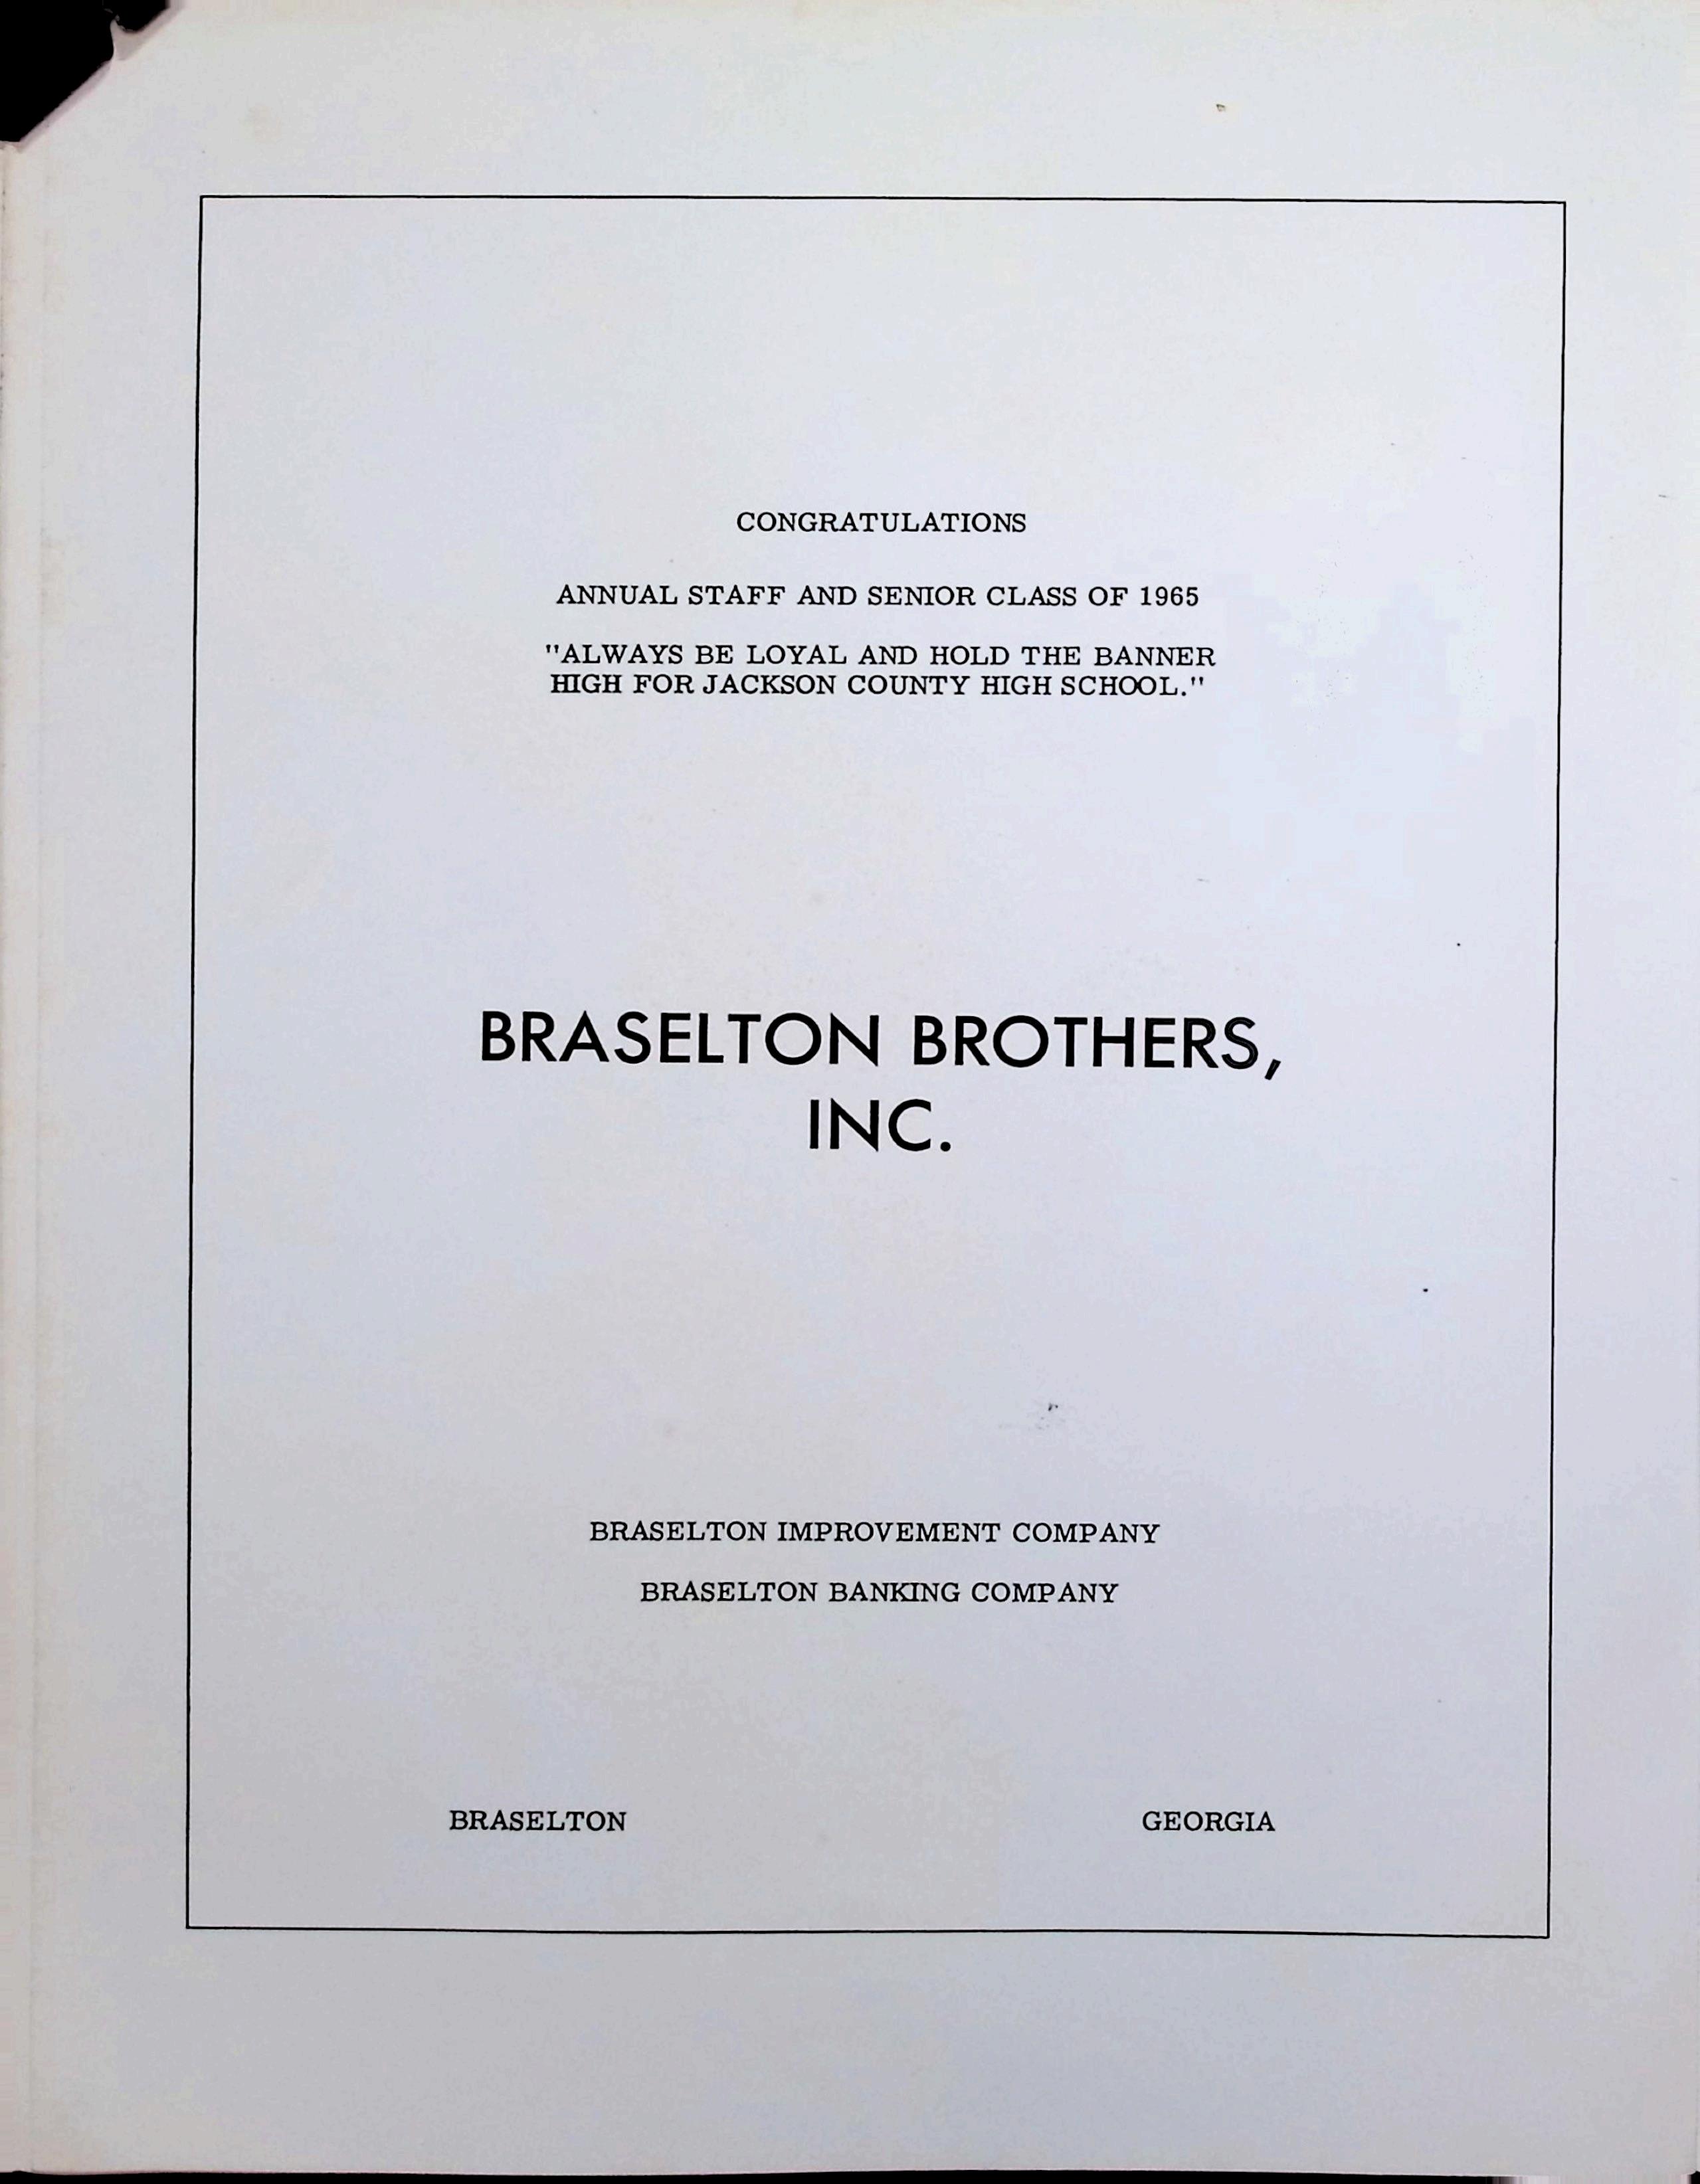 CONGRATULATIONS
ANNUAL STAFF AND SENIOR CLASS OF 1965
"ALWAYS BE LOYAL AND HOLD THE BANNER
HIGH FOR JACKSON COUNTY HIGH SCHOOL."
BRASELTON BROTHERS,
INC.
BRASELTON IMPROVEMENT COMPANY
BRASELTON BANKING COMPANY
BRASELTON GEORGIA